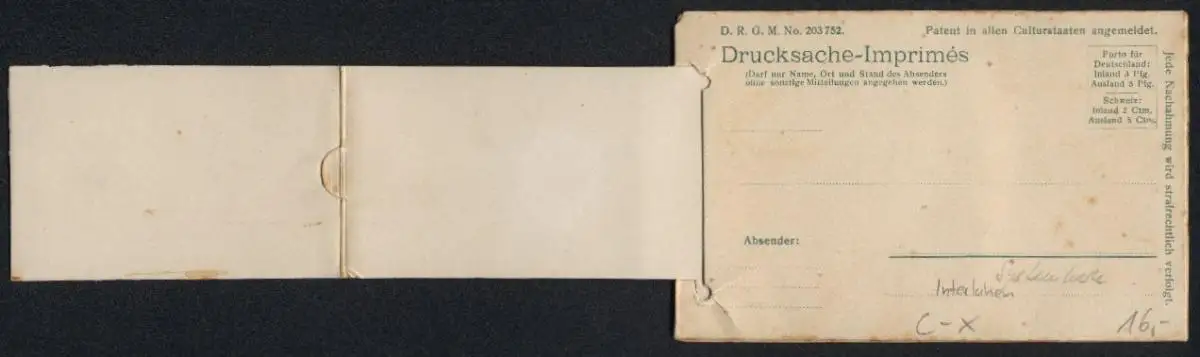 D. R. G. M. No. 203752.
Patent in allen Culturstaaten angemeldet.
Drucksache-Imprimés
(Darf nur Name, Ort und Stand des Absenders
ohne sonstige Mitteilungen angegeben werden.)
Porto für
Deutschland:
Inland 3 Pfg.
Ausland 5 Pfg.
Schweiz:
Inland 2 Ctm.
Ausland 5 Ctm.
Jede Nachahmung wird strafrechtlich verfolgt.
Absender:
Interlaken
C-X
16,-